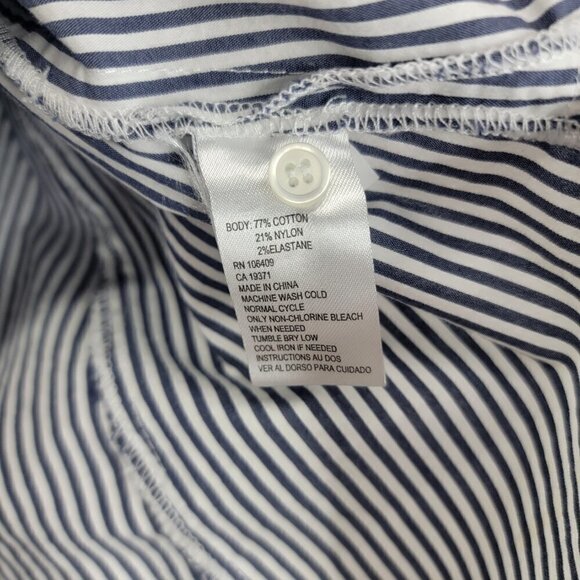 BODY: 77% COTTON
21% NYLON
2%ELASTANE
RN 106409
CA 19371
MADE IN CHINA
MACHINE WASH COLD
NORMAL CYCLE
ONLY NON-CHLORINE BLEACH
WHEN NEEDED
TUMBLE BRY LOW
COOL IRON IF NEEDED
INSTRUCTIONS AU DOS
VER AL DORSO PARA CUIDADO